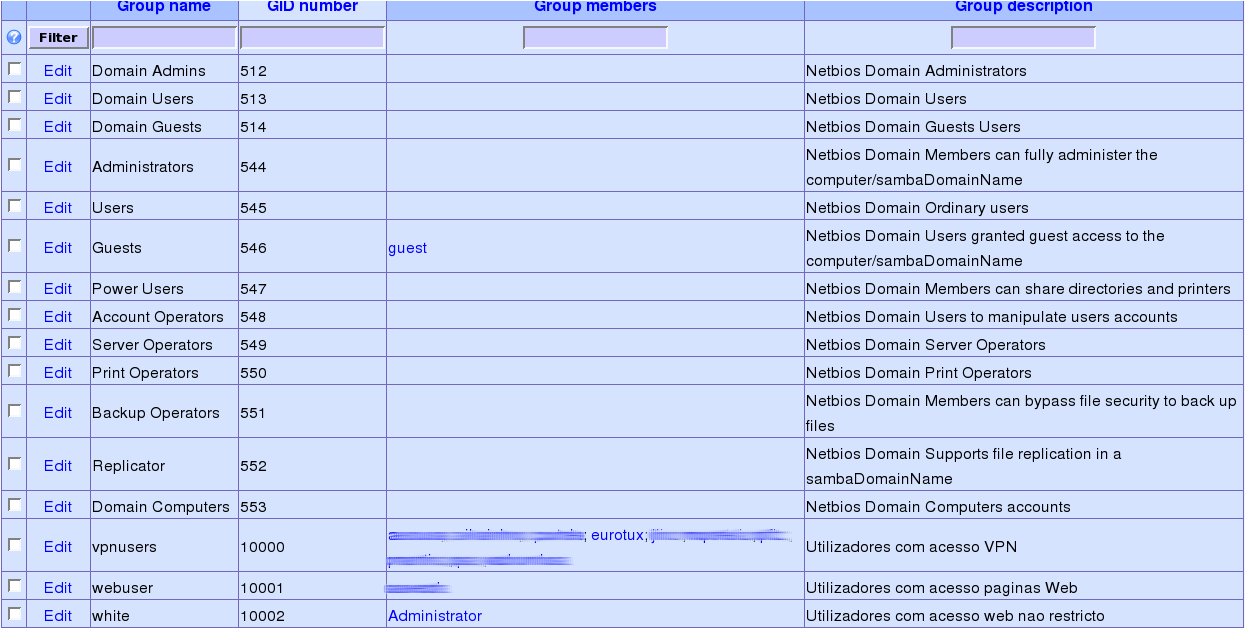 Group name GID number Group members Group description
Filter
Edit Domain Admins 512 Netbios Domain Administrators
Edit Domain Users 513 Netbios Domain Users
Edit Domain Guests 514 Netbios Domain Guests Users
Edit Administrators 544 Netbios Domain Members can fully administer the
computer/sambaDomainName
Edit Users 545 Netbios Domain Ordinary users
Edit Guests 546 guest Netbios Domain Users granted guest access to the
computer/sambaDomainName
Edit Power Users 547 Netbios Domain Members can share directories and printers
Edit Account Operators 548 Netbios Domain Users to manipulate users accounts
Edit Server Operators 549 Netbios Domain Server Operators
Edit Print Operators 550 Netbios Domain Print Operators
Edit Backup Operators 551 Netbios Domain Members can bypass file security to back up
files
Edit Replicator 552 Netbios Domain Supports file replication in a
sambaDomainName
Edit Domain Computers 553 Netbios Domain Computers accounts
Edit vpnusers 10000 ; eurotux; Utilizadores com acesso VPN
Edit webuser 10001 Utilizadores com acesso paginas Web
Edit white 10002 Administrator Utilizadores com acesso web nao restricto